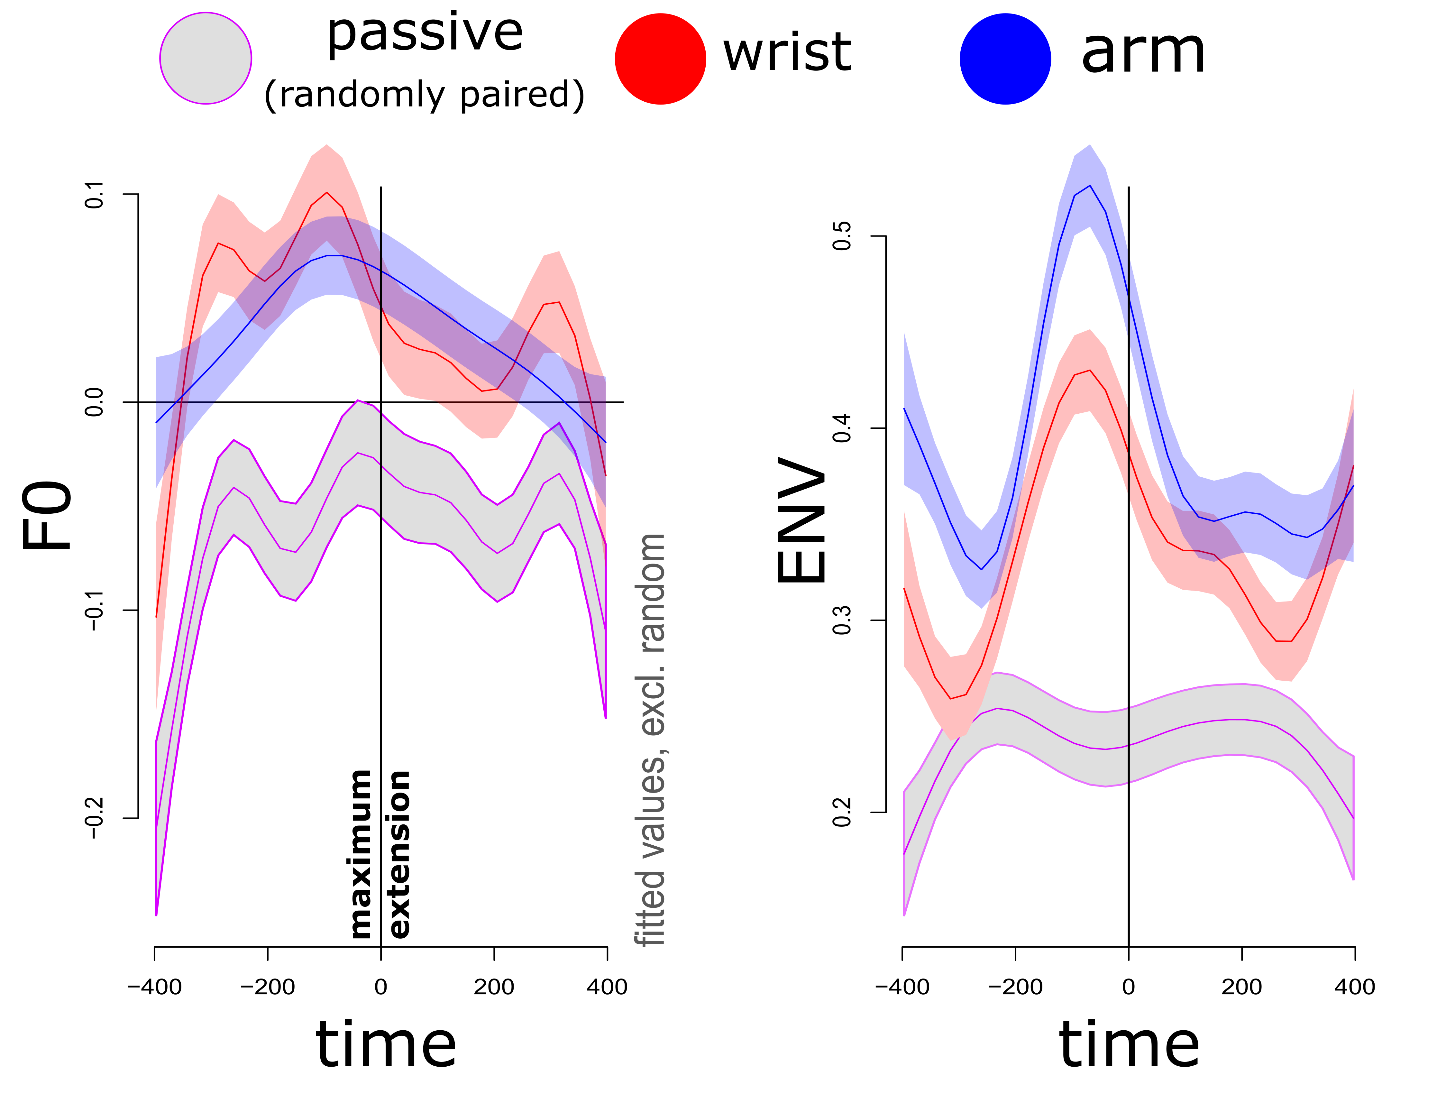 passive
(randomly paired)
wrist
arm
F0
0.1
0.0
−0.1
−0.2
maximum
extension
fitted values, excl. random
−400
−200
0
200
400
time
ENV
0.5
0.4
0.3
0.2
−400
−200
0
200
400
time